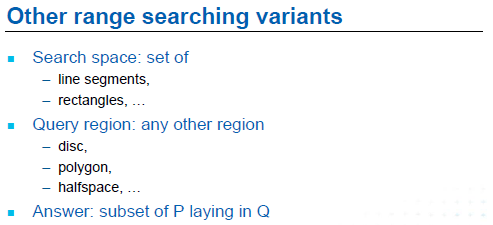 Other range searching variants
Search space: set of
– line segments,
– rectangles, …
Query region: any other region
– disc,
– polygon,
– halfspace, …
Answer: subset of P laying in Q